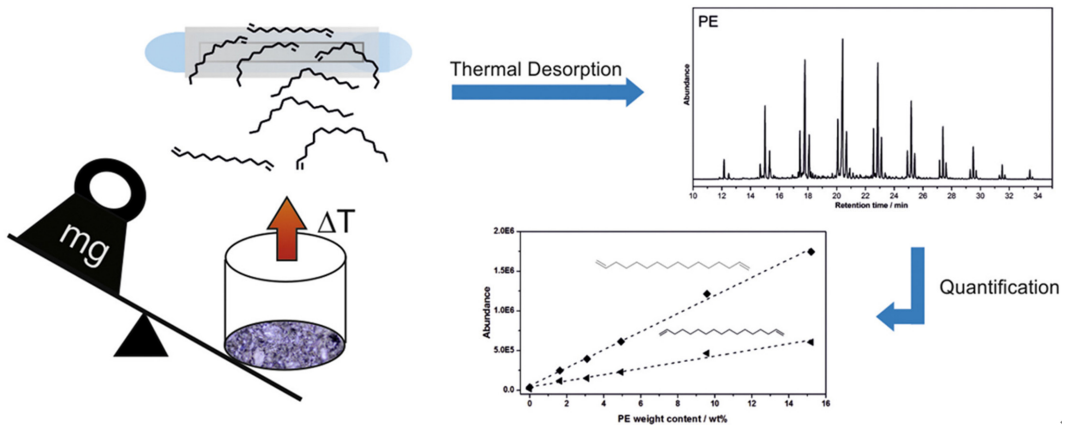 mg
ΔT
Thermal Desorption
PE
Abundance
10 12 14 16 18 20 22 24 26 28 30 32 34
Retention time / min
Quantification
2.0E6
1.5E6
1.0E6
5.0E5
0.0
Abundance
0 2 4 6 8 10 12 14 16
PE weight content / wt%